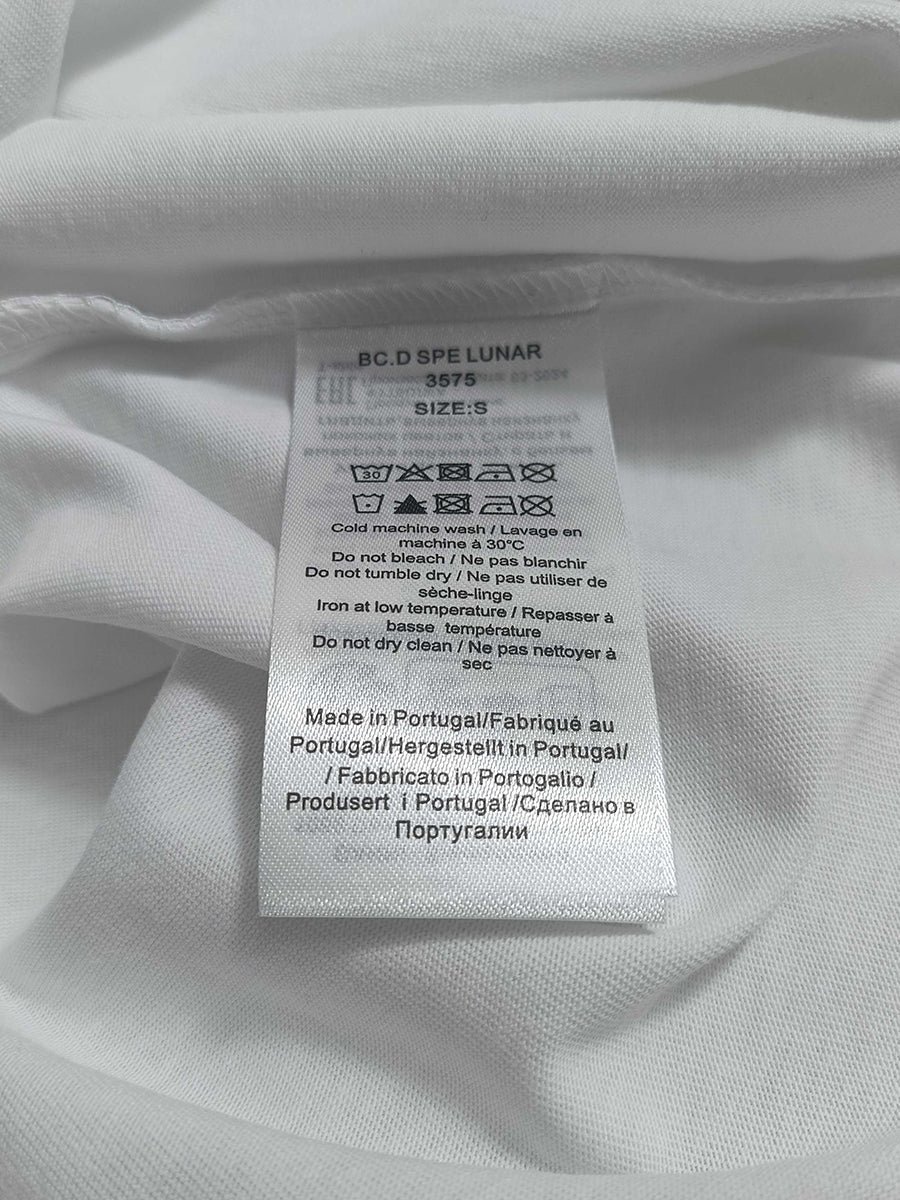 BC.D SPE LUNAR
3575
SIZE:S
30
Cold machine wash / Lavage en
machine à 30°C
Do not bleach / Ne pas blanchir
Do not tumble dry / Ne pas utiliser de
sèche-linge
Iron at low temperature / Repasser à
basse température
Do not dry clean / Ne pas nettoyer à
sec
Made in Portugal/Fabriqué au
Portugal/Hergestellt in Portugal/
/ Fabbricato in Portogalio /
Produsert i Portugal /Сделано в
Португалии